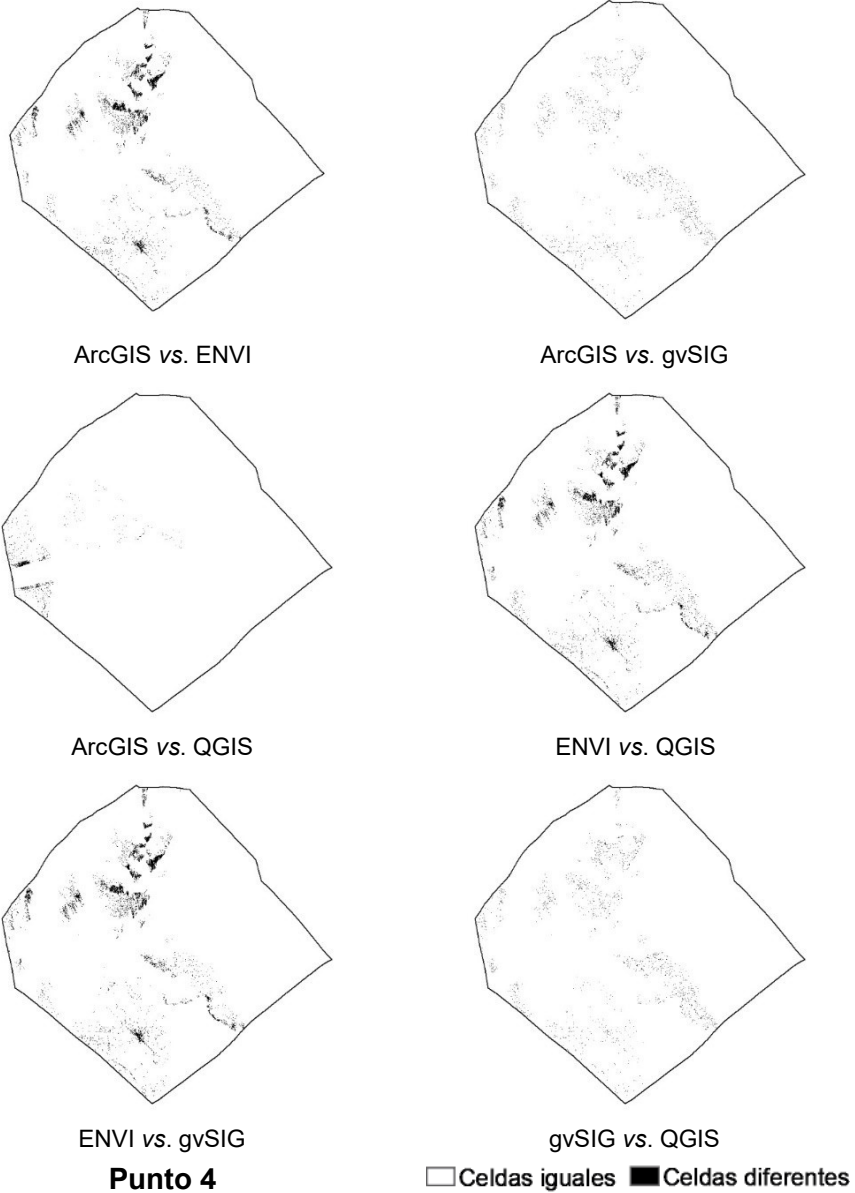 ArcGIS vs. ENVI
ArcGIS vs. gvSIG
ArcGIS vs. QGIS
ENVI vs. QGIS
ENVI vs. gvSIG
gvSIG vs. QGIS
Punto 4
Celdas iguales
Celdas diferentes